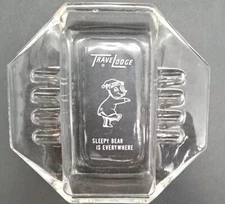 TRAVELODGE
®
SLEEPY BEAR
IS EVERYWHERE